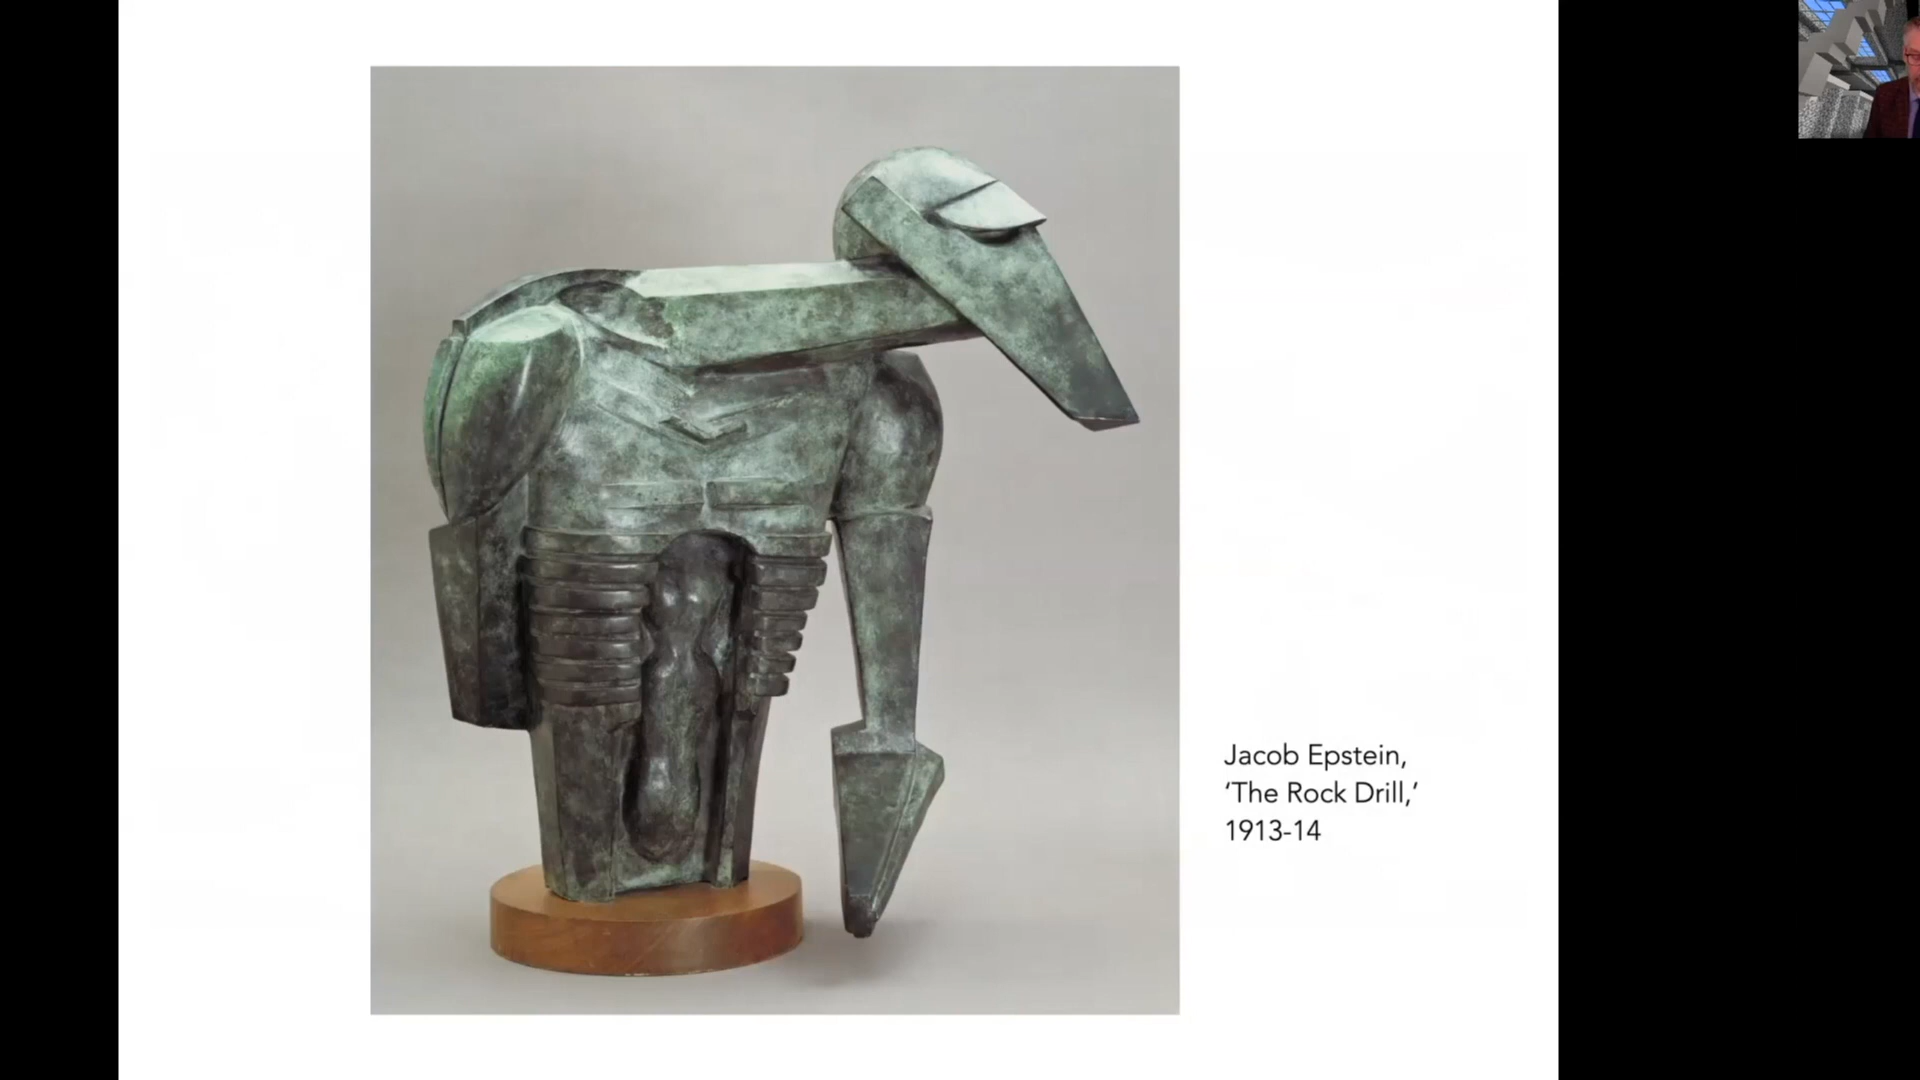 Jacob Epstein,
‘The Rock Drill,’
1913-14